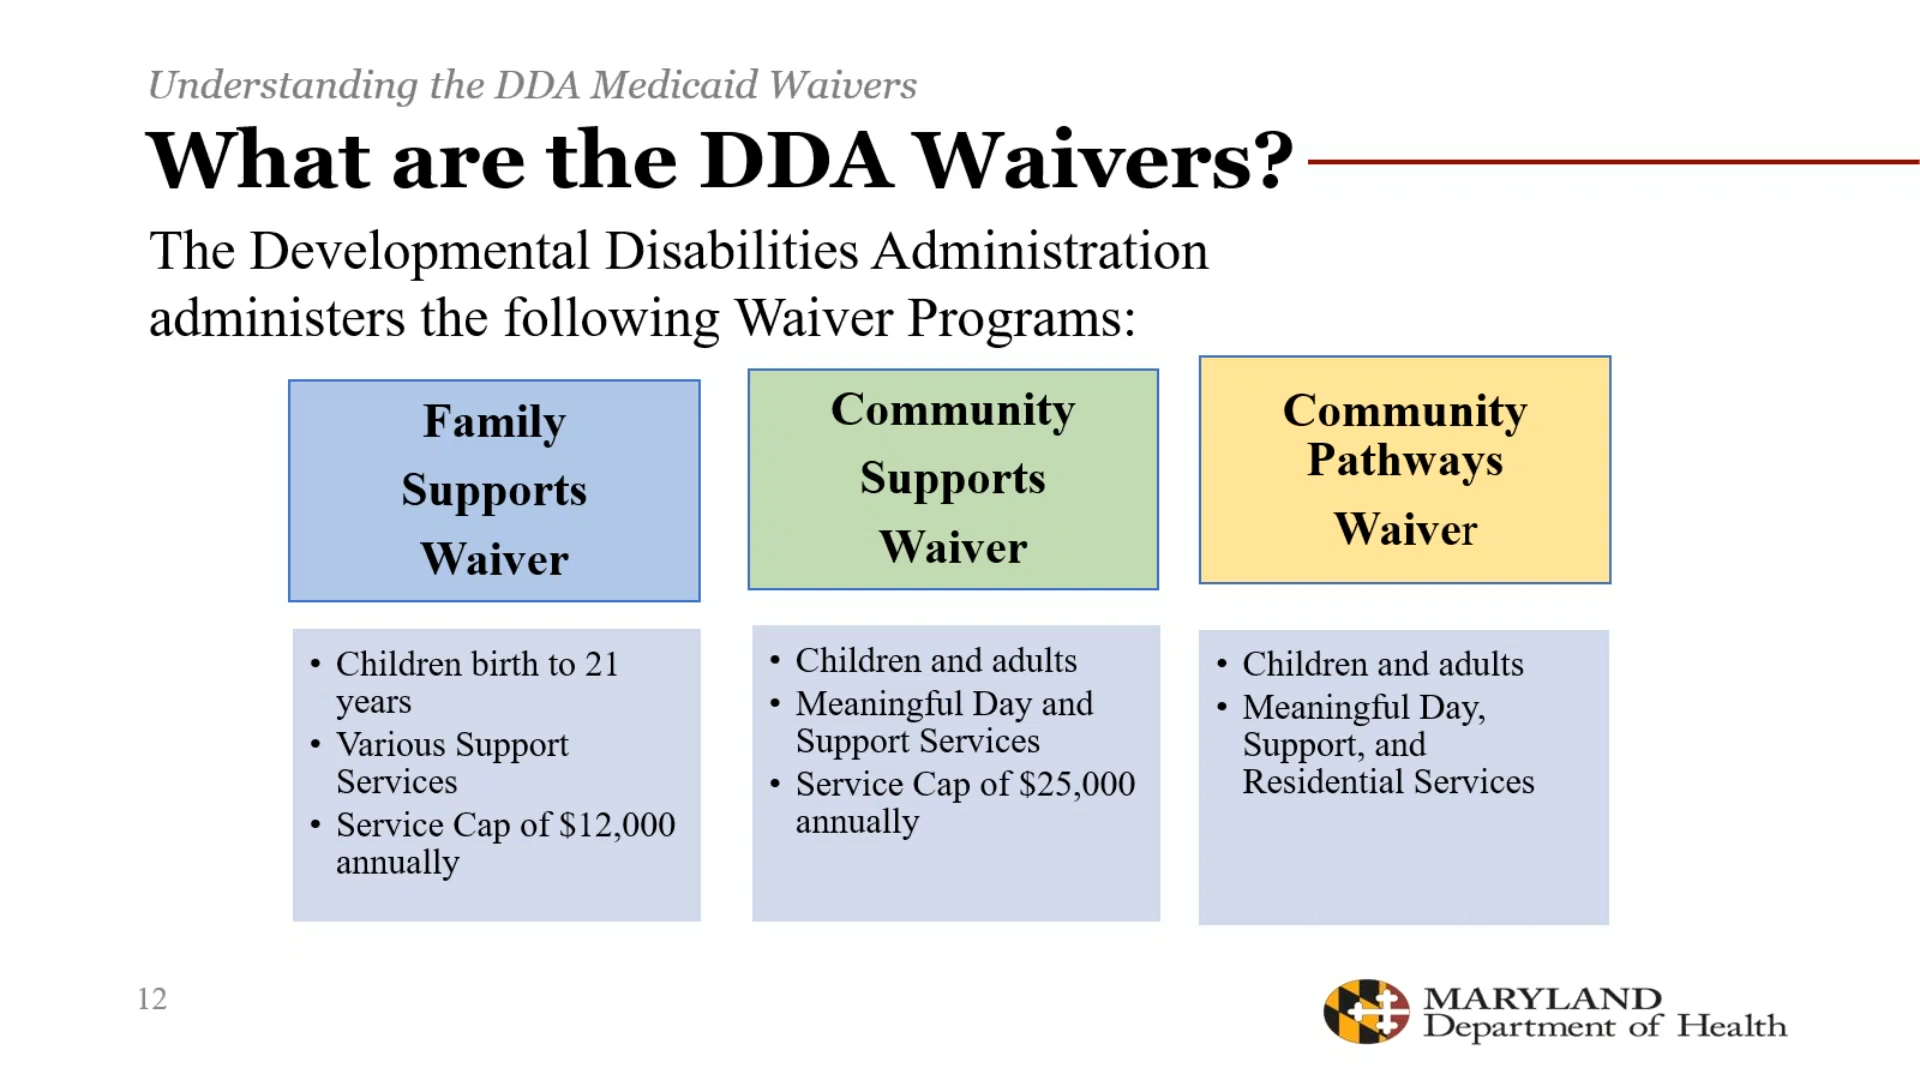 Understanding the DDA Medicaid Waivers
What are the DDA Waivers?
The Developmental Disabilities Administration
administers the following Waiver Programs:
Family
Supports
Waiver
• Children birth to 21
years
• Various Support
Services
• Service Cap of $12,000
annually
Community
Supports
Waiver
• Children and adults
• Meaningful Day and
Support Services
• Service Cap of $25,000
annually
Community
Pathways
Waiver
• Children and adults
• Meaningful Day,
Support, and
Residential Services
12
MARYLAND
Department of Health